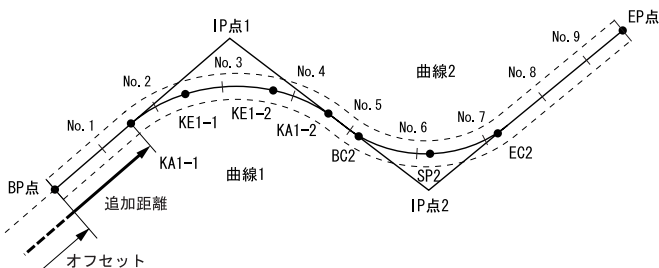 EP点
IP点1
No. 9
No. 3
No. 2
No. 4
No. 8
曲線2
No. 5
KE1-1
KE1-2
No. 1
KA1-2
No. 6
No. 7
BC2
SP2
EC2
KA1-1
曲線1
BP点
IP点2
追加距離
オフセット